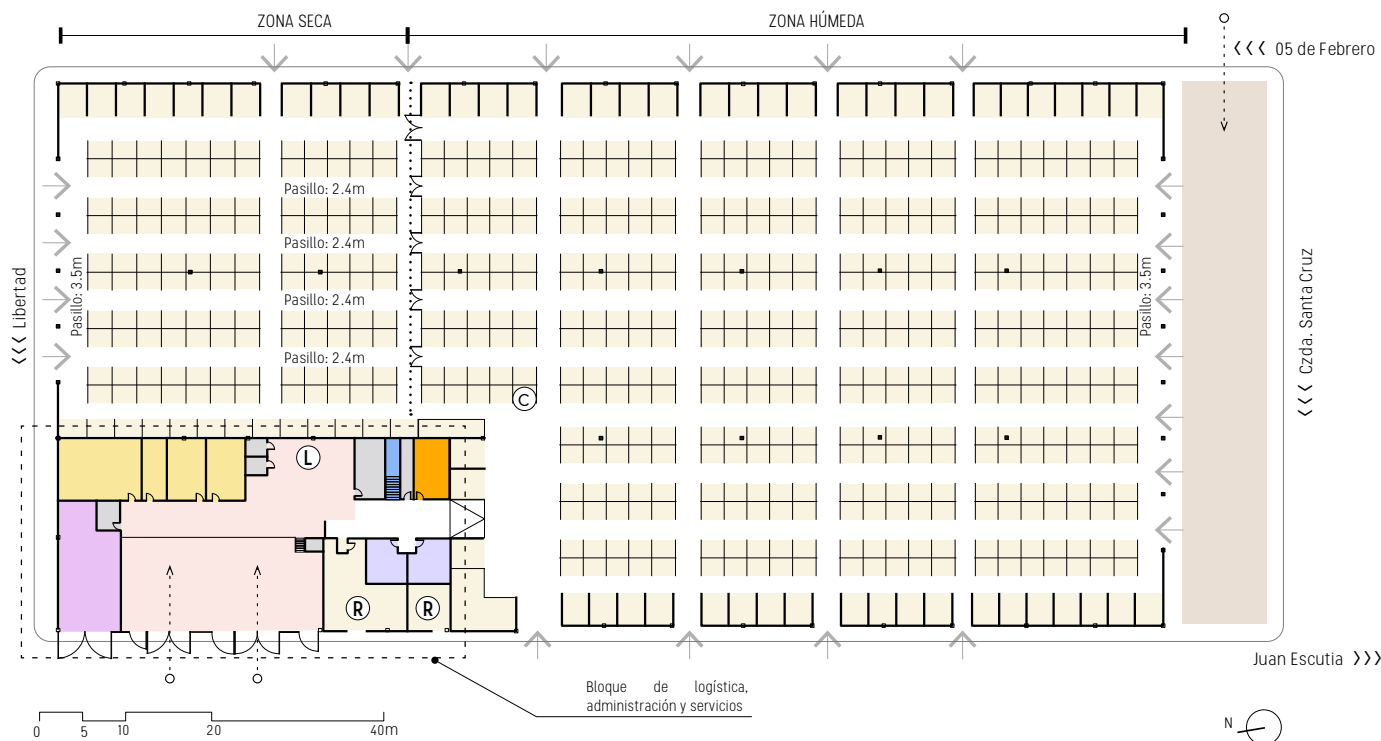 ZONA SECA
ZONA HÚMEDA
<<< 05 de Febrero
Pasillo: 2.4m
Pasillo: 2.4m
Pasillo: 2.4m
Pasillo: 2.4m
<<< Libertad
Pasillo: 3.5m
Pasillo: 3.5m
<<< Czda. Santa Cruz
C
L
R
R
Juan Escutia >>>
Bloque de logística,
administración y servicios
0 5 10 20 40m
N